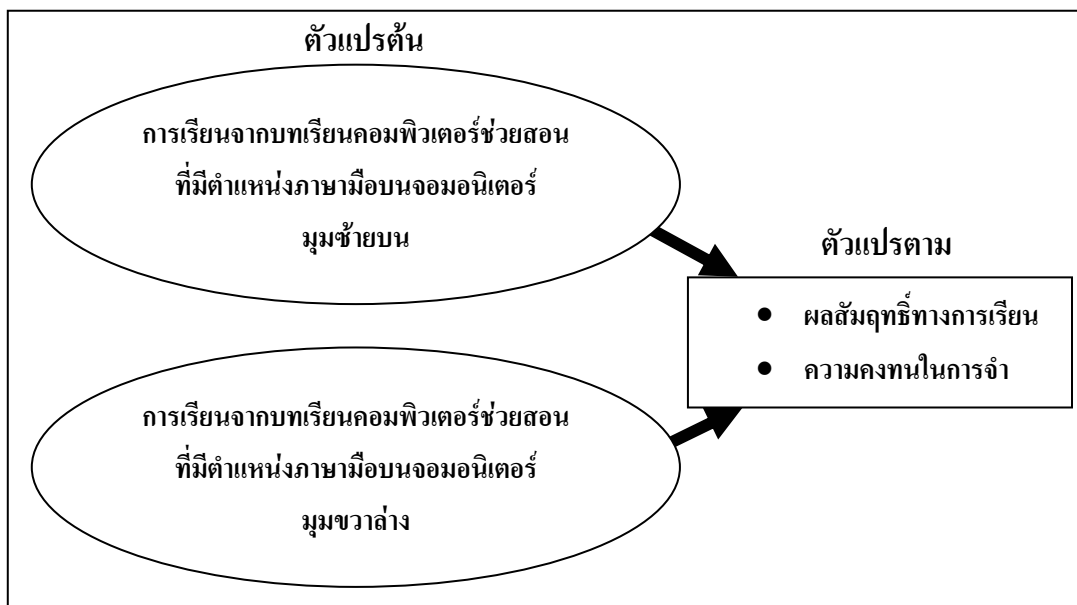 ตัวแปรต้น
การเรียนจากบทเรียนคอมพิวเตอร์ช่วยสอน
ที่มีตำแหน่งภาษามือบนจอมอนิเตอร์
มุมซ้ายบน
ตัวแปรตาม
● ผลสัมฤทธิ์ทางการเรียน
● ความคงทนในการจำ
การเรียนจากบทเรียนคอมพิวเตอร์ช่วยสอน
ที่มีตำแหน่งภาษามือบนจอมอนิเตอร์
มุมขวาล่าง